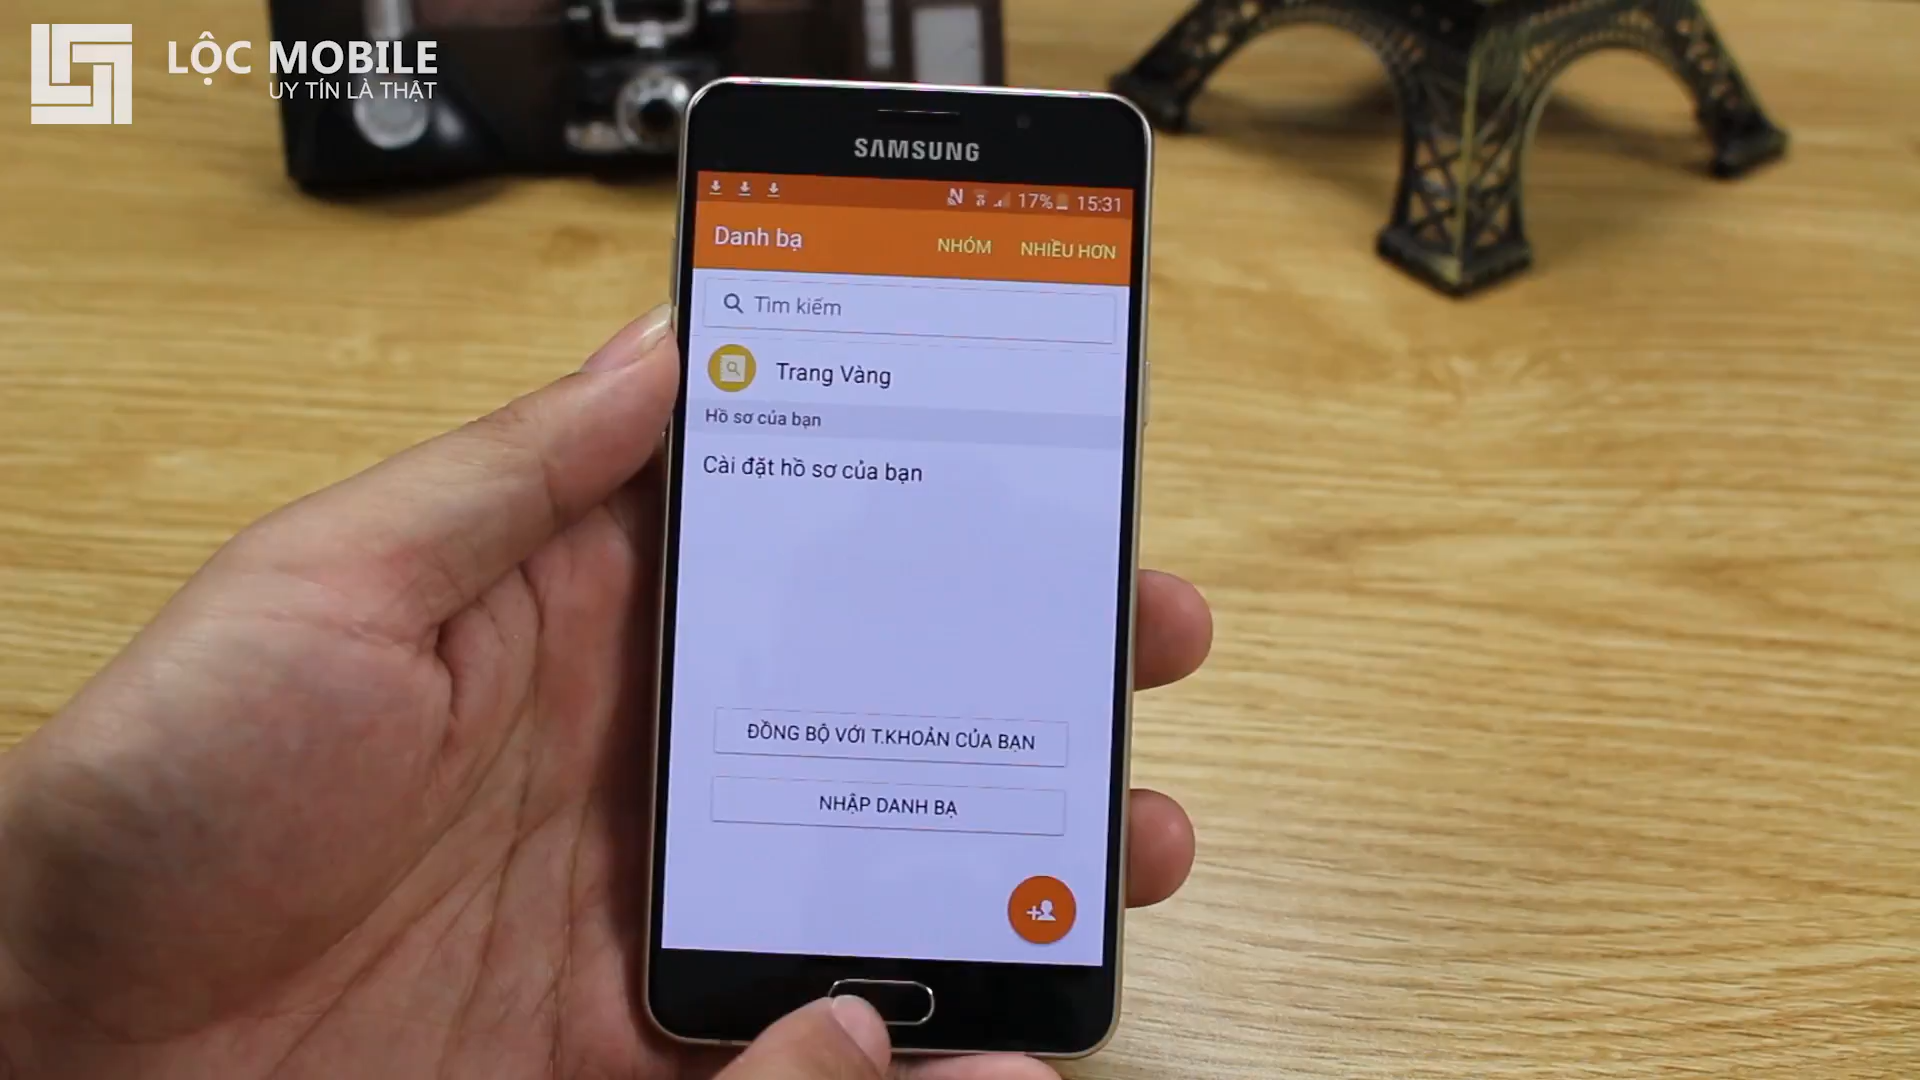 LỘC MOBILE
UY TÍN LÀ THẬT
SAMSUNG
17% 15:31
Danh bạ
NHÓM
NHIỀU HƠN
Tìm kiếm
Trang Vàng
Hồ sơ của bạn
Cài đặt hồ sơ của bạn
ĐỒNG BỘ VỚI T.KHOẢN CỦA BẠN
NHẬP DANH BẠ